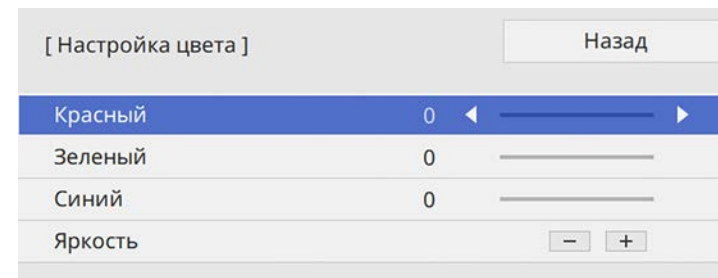 [ Настройка цвета ] Назад
Красный 0
Зеленый 0
Синий 0
Яркость − +